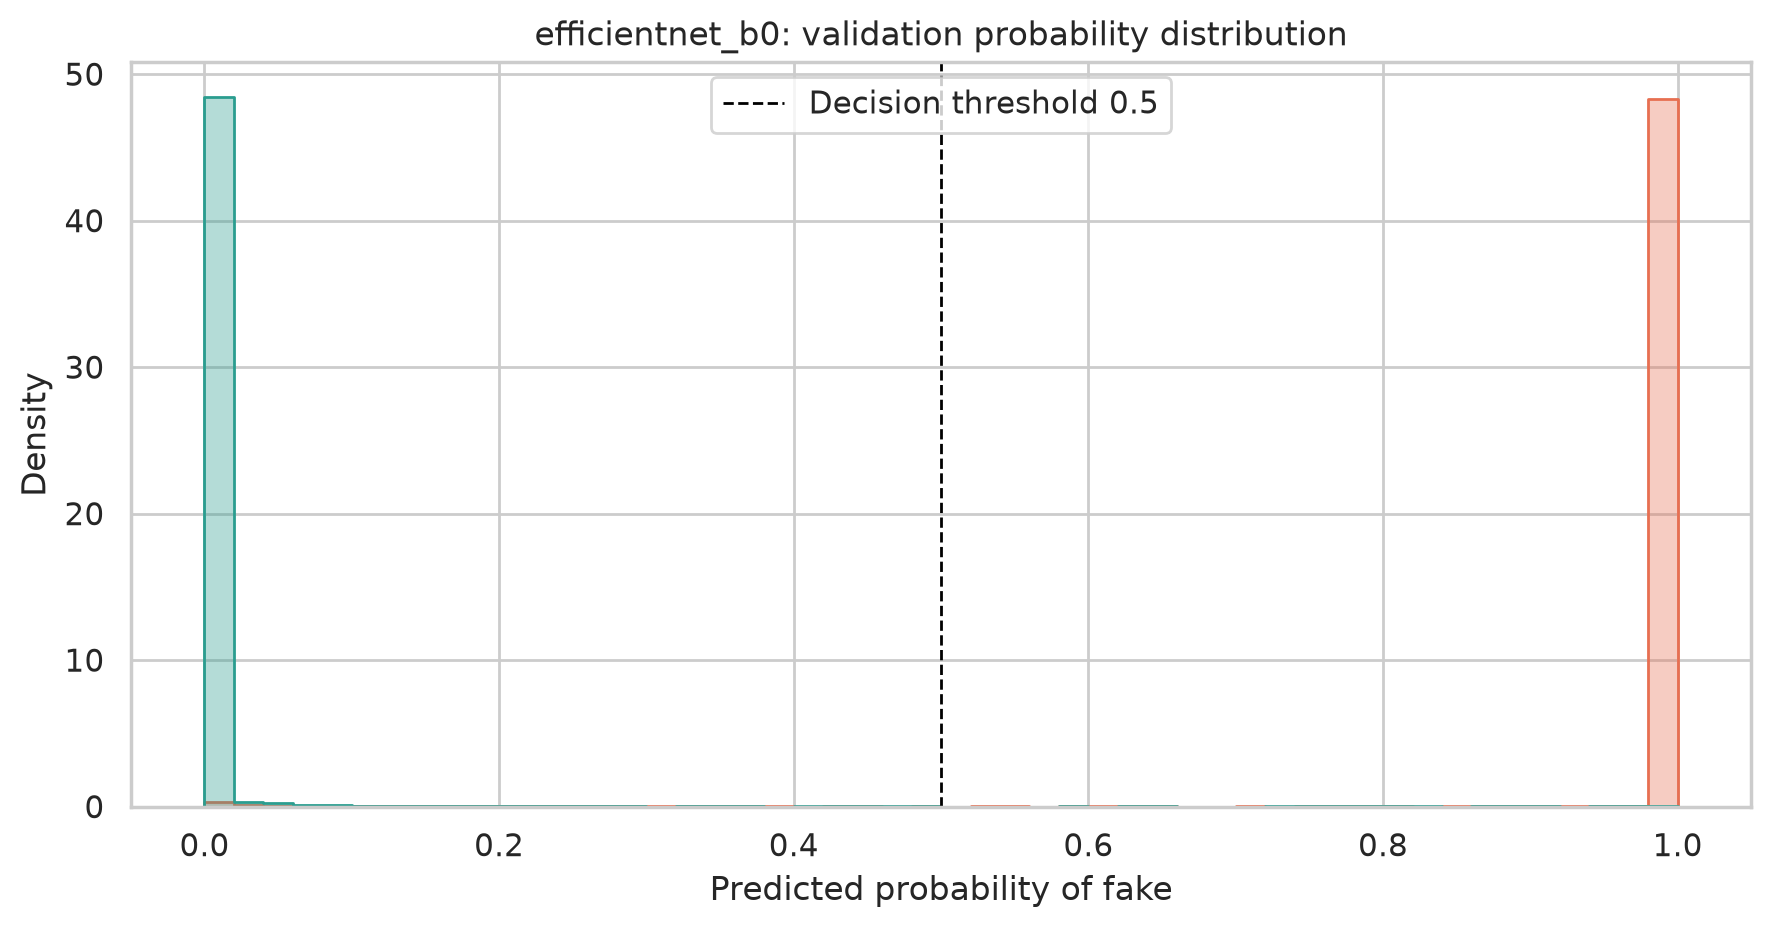 efficientnet_b0: validation probability distribution
Decision threshold 0.5
50
40
30
20
10
0
Density
0.0 0.2 0.4 0.6 0.8 1.0
Predicted probability of fake